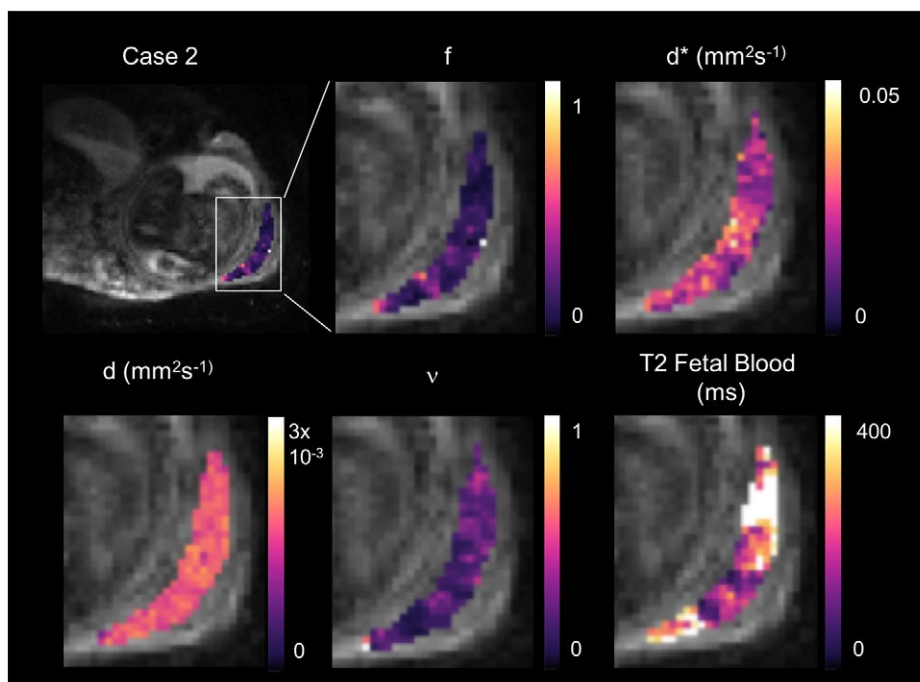 Case 2
f
d* (mm²s⁻¹)
1
0
0.05
0
d (mm²s⁻¹)
ν
T2 Fetal Blood
(ms)
3x
10⁻³
0
1
0
400
0